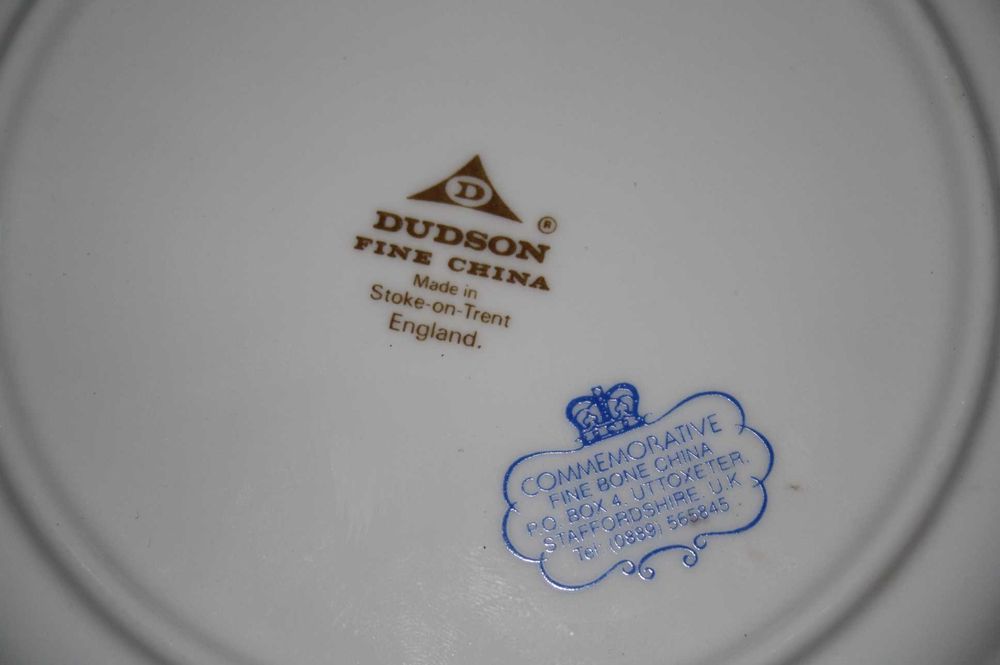 D
DUDSON ®
FINE CHINA
Made in
Stoke-on-Trent
England.
COMMEMORATIVE
FINE BONE CHINA
P.O. BOX 4. UTTOXETER.
STAFFORDSHIRE. U.K.
Tel: (0889) 565845